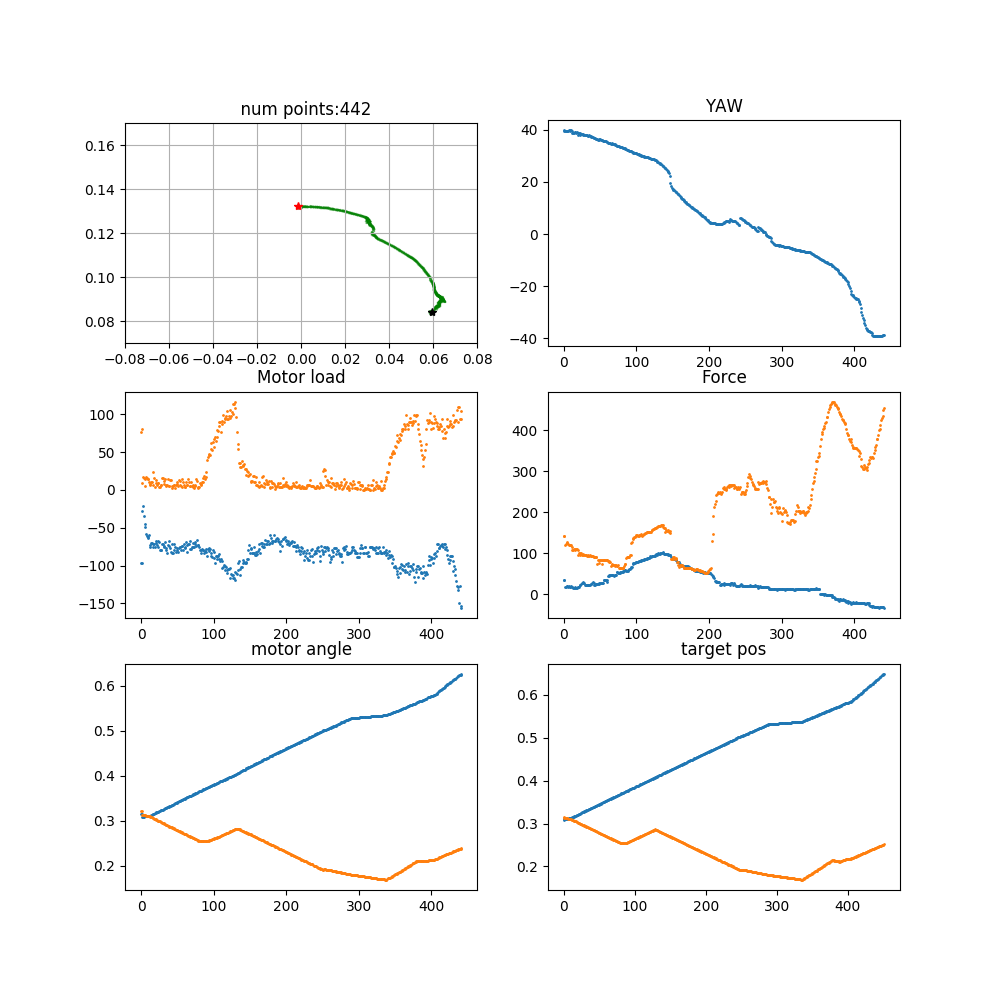 num points:442
0.16
0.14
0.12
0.10
0.08
−0.08 −0.06 −0.04 −0.02 0.00 0.02 0.04 0.06 0.08
YAW
40
20
0
−20
−40
0 100 200 300 400
Motor load
100
50
0
−50
−100
−150
0 100 200 300 400
Force
400
300
200
100
0
0 100 200 300 400
motor angle
0.6
0.5
0.4
0.3
0.2
0 100 200 300 400
target pos
0.6
0.5
0.4
0.3
0.2
0 100 200 300 400